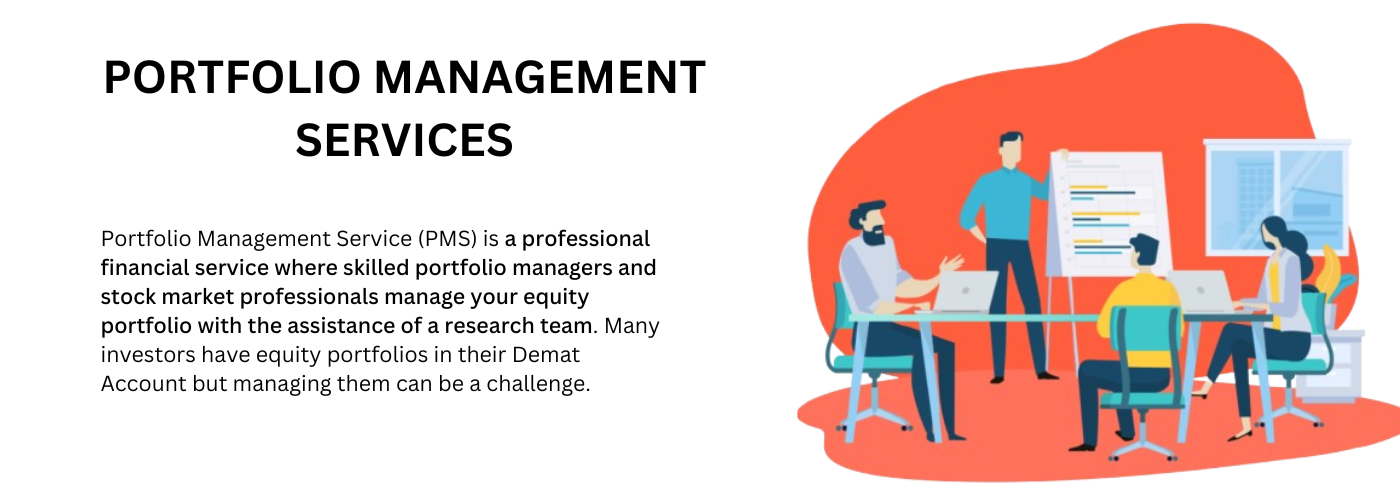 PORTFOLIO MANAGEMENT
SERVICES
Portfolio Management Service (PMS) is a professional
financial service where skilled portfolio managers and
stock market professionals manage your equity
portfolio with the assistance of a research team. Many
investors have equity portfolios in their Demat
Account but managing them can be a challenge.